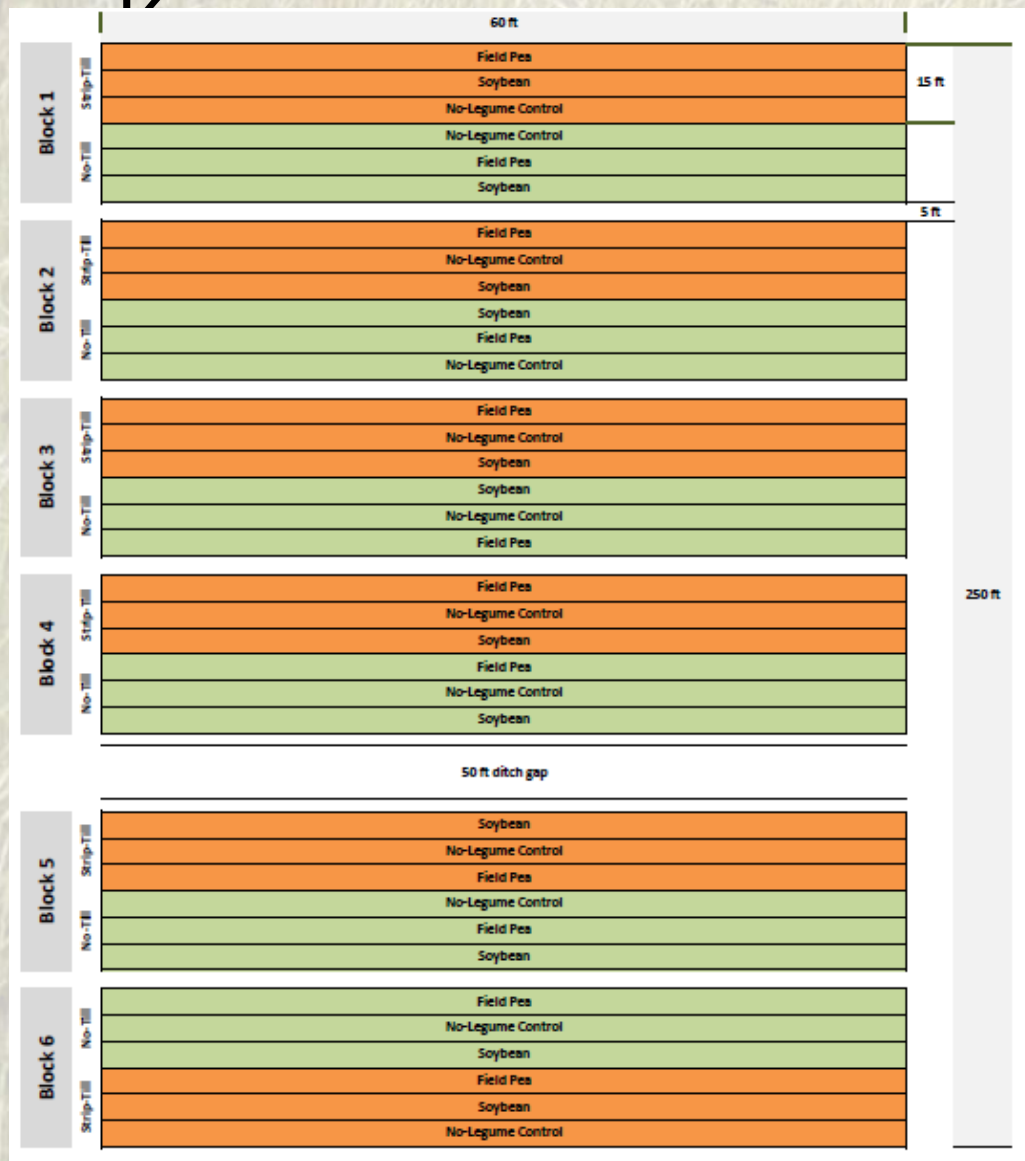 60 ft
Block 1
Strip-Till
Field Pea
Soybean
No-Legume Control
15 ft
No-Till
No-Legume Control
Field Pea
Soybean
5 ft
Block 2
Strip-Till
Field Pea
No-Legume Control
Soybean
No-Till
Soybean
Field Pea
No-Legume Control
Block 3
Strip-Till
Field Pea
No-Legume Control
Soybean
No-Till
Soybean
No-Legume Control
Field Pea
Block 4
Strip-Till
Field Pea
No-Legume Control
Soybean
250 ft
No-Till
Field Pea
No-Legume Control
Soybean
50 ft ditch gap
Block 5
Strip-Till
Soybean
No-Legume Control
Field Pea
No-Till
No-Legume Control
Field Pea
Soybean
Block 6
No-Till
Field Pea
No-Legume Control
Soybean
Strip-Till
Field Pea
Soybean
No-Legume Control